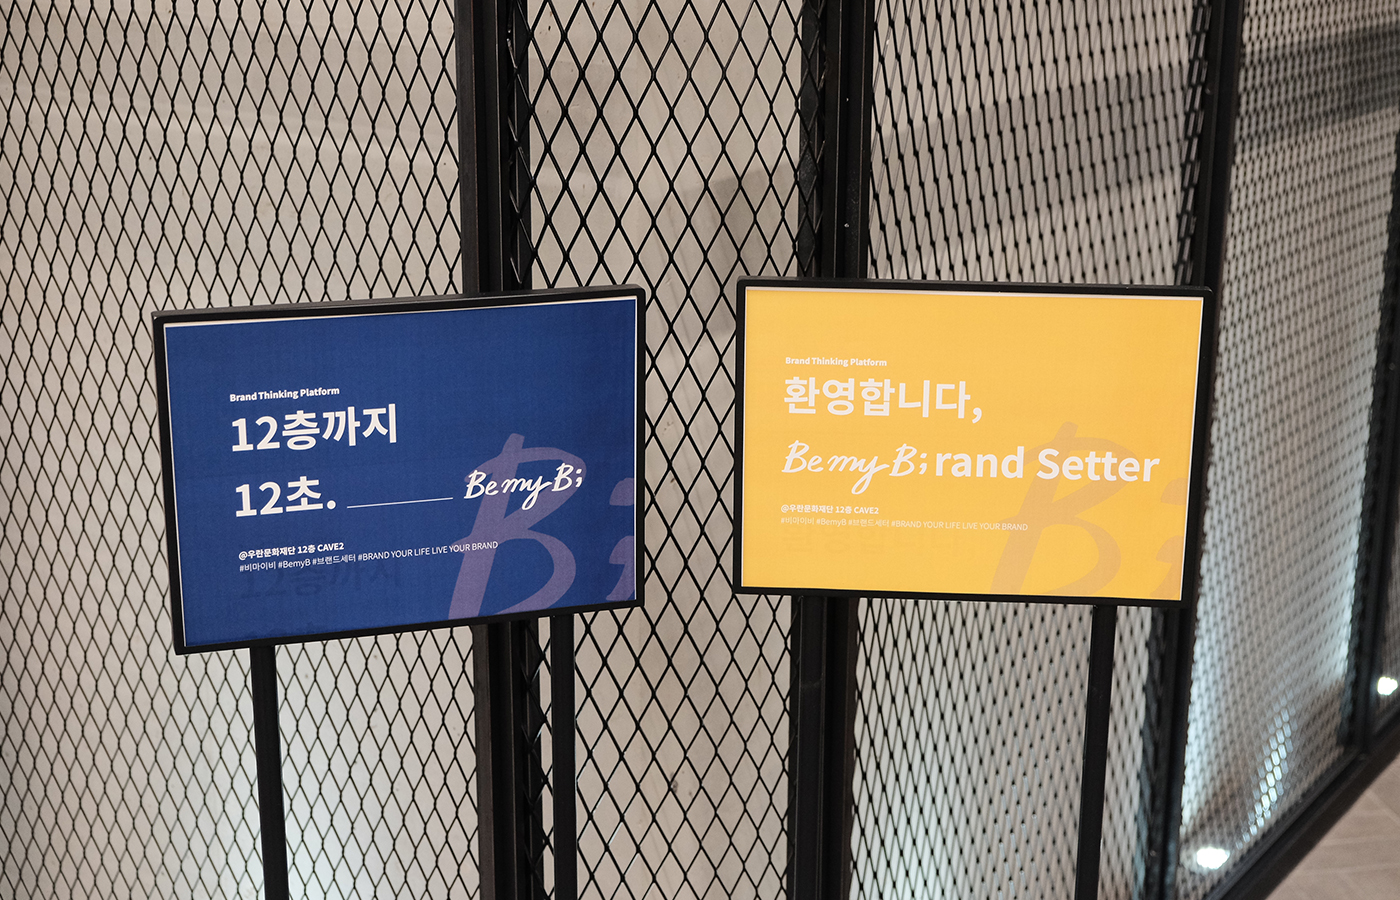 Brand Thinking Platform
12층까지
12초. ________ Be my B;
@우란문화재단 12층 CAVE2
#비마이비 #BemyB #브랜드세터 #BRAND YOUR LIFE LIVE YOUR BRAND
B;
Brand Thinking Platform
환영합니다,
Be my B; rand Setter
@우란문화재단 12층 CAVE2
#비마이비 #BemyB #브랜드세터 #BRAND YOUR LIFE LIVE YOUR BRAND
B;